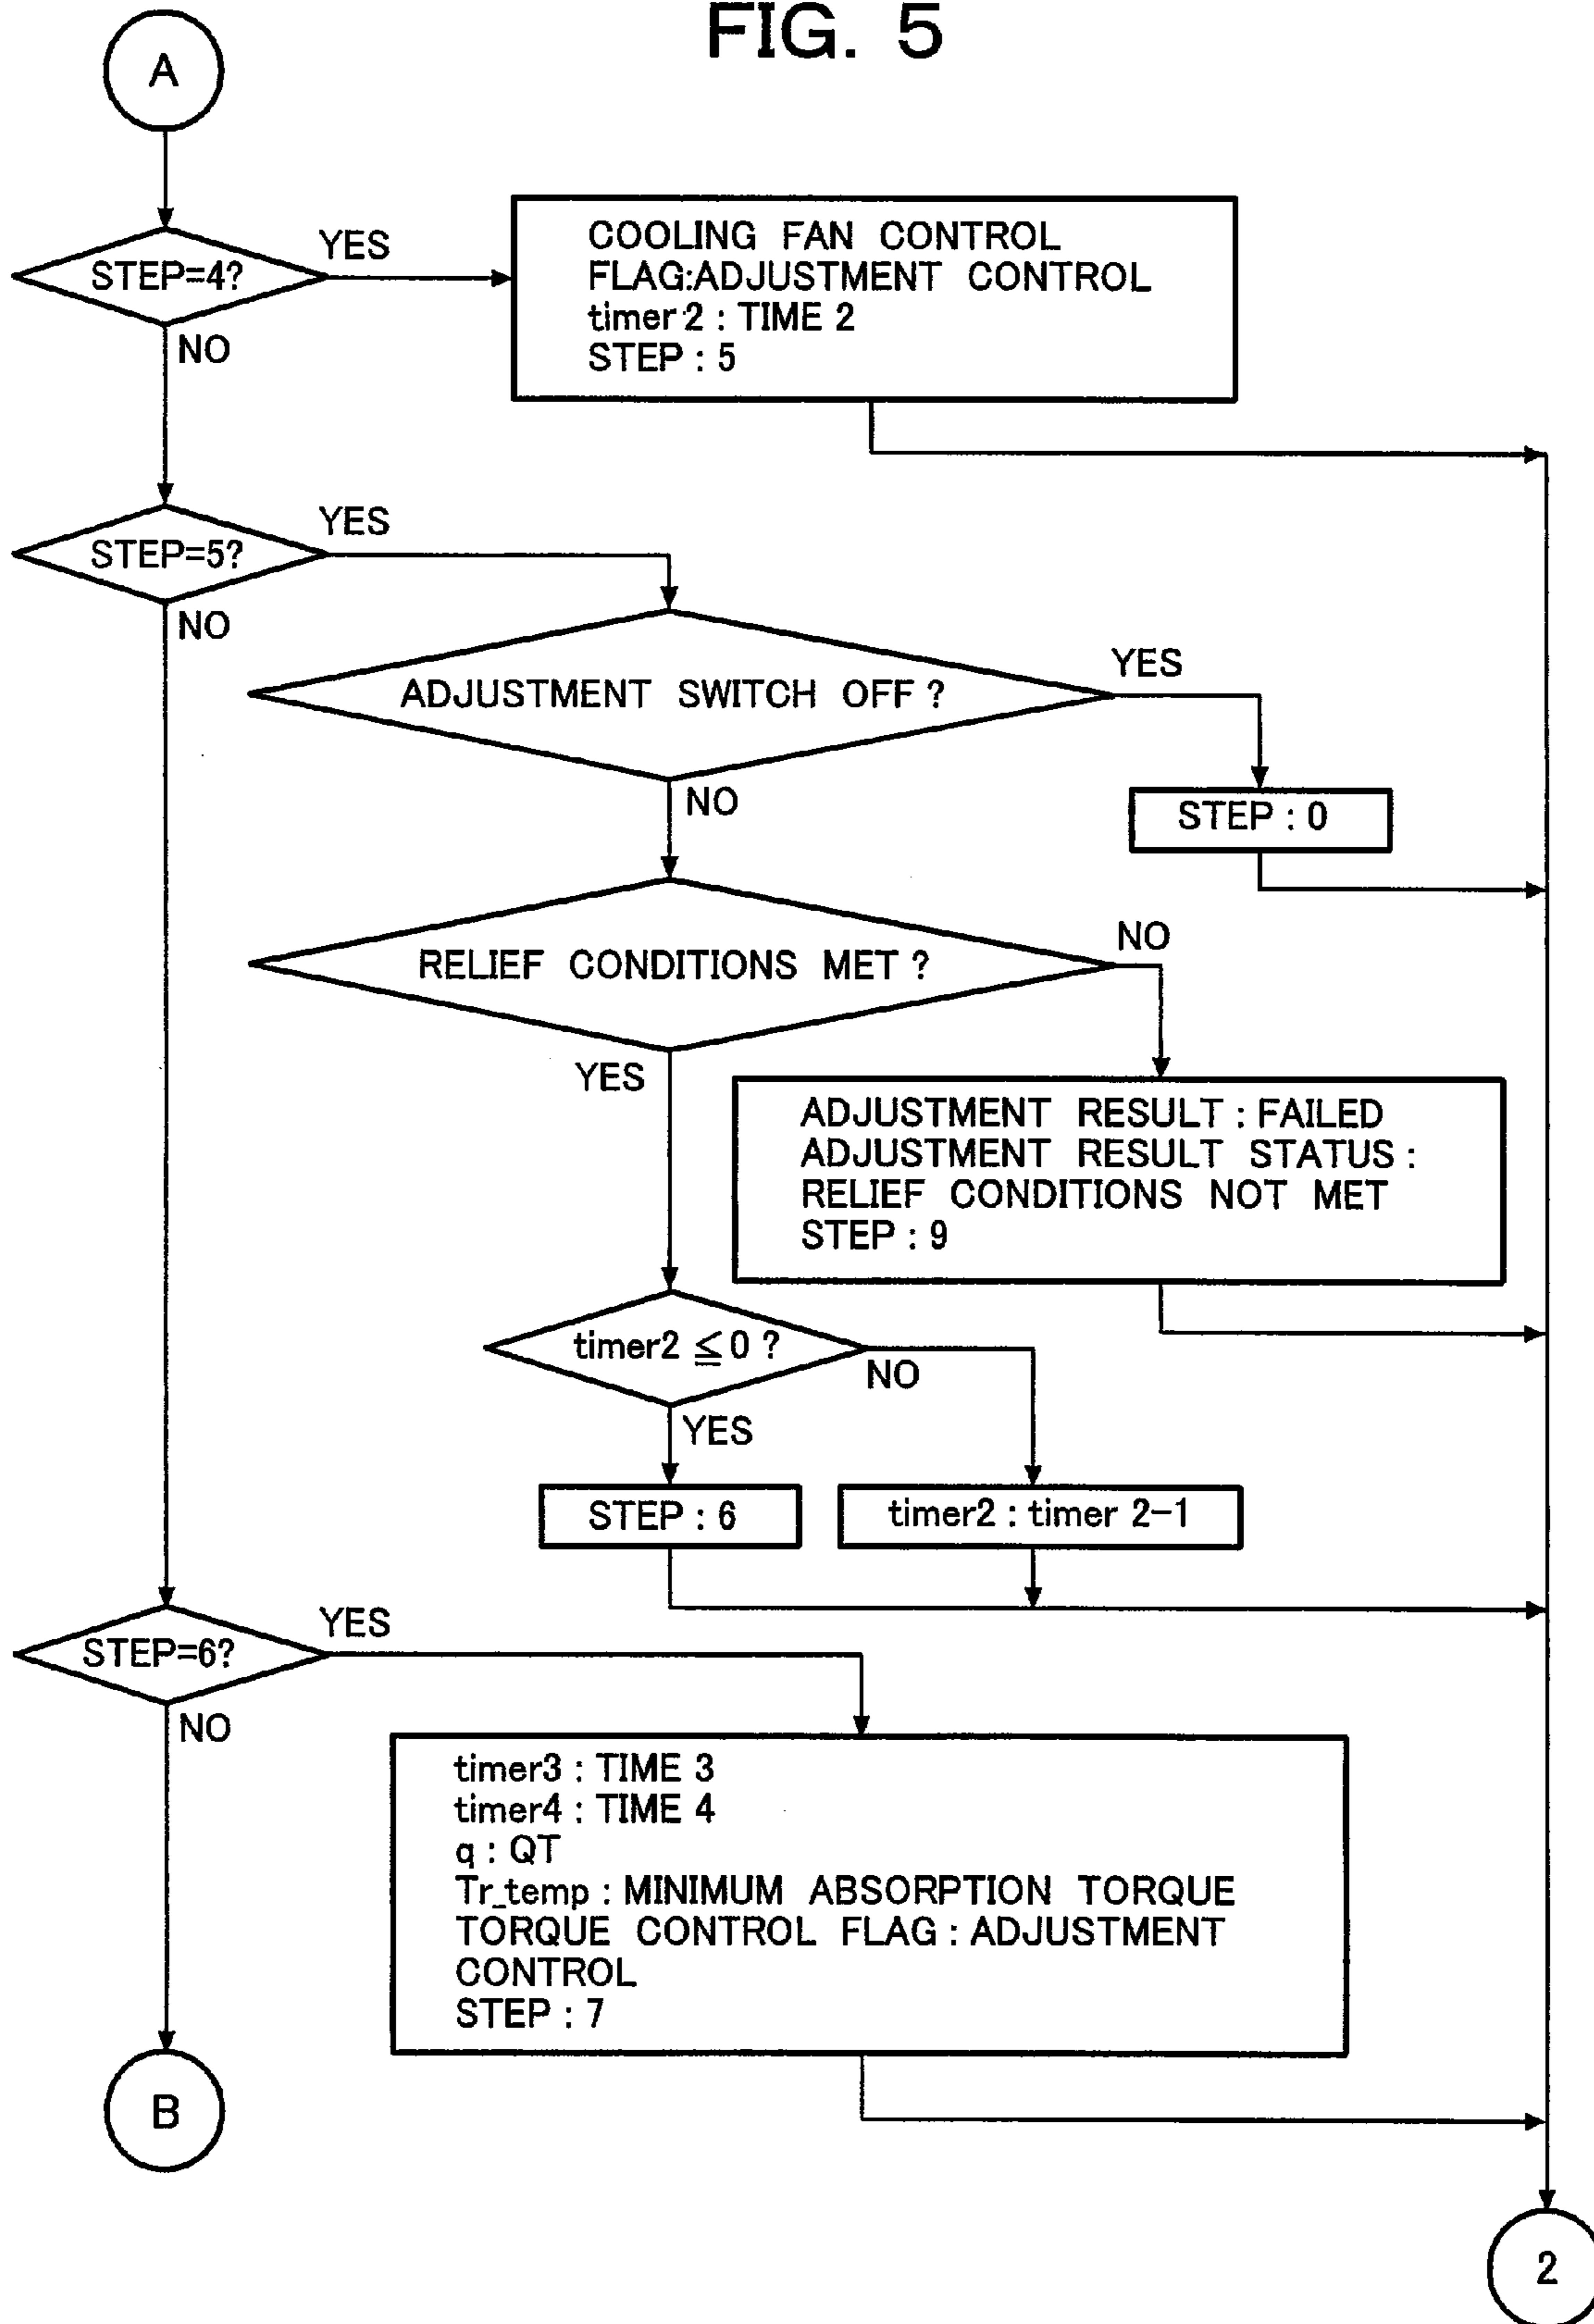 FIG. 5
A
STEP=4?
YES
NO
COOLING FAN CONTROL
FLAG:ADJUSTMENT CONTROL
timer 2 : TIME 2
STEP : 5
STEP=5?
YES
NO
ADJUSTMENT SWITCH OFF ?
YES
NO
STEP : 0
RELIEF CONDITIONS MET ?
NO
YES
ADJUSTMENT RESULT : FAILED
ADJUSTMENT RESULT STATUS :
RELIEF CONDITIONS NOT MET
STEP : 9
timer2 ≦ 0 ?
NO
YES
STEP : 6
timer2 : timer 2-1
STEP=6?
YES
NO
timer3 : TIME 3
timer4 : TIME 4
q : QT
Tr_temp : MINIMUM ABSORPTION TORQUE
TORQUE CONTROL FLAG : ADJUSTMENT
CONTROL
STEP : 7
B
2